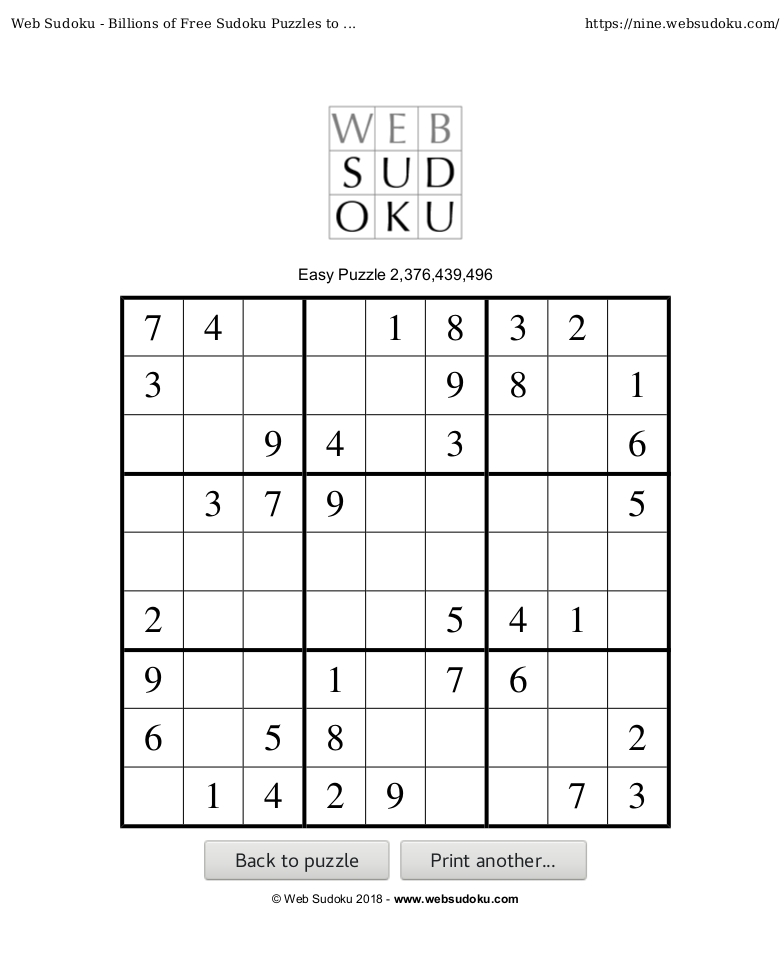 Web Sudoku - Billions of Free Sudoku Puzzles to ... https://nine.websudoku.com/
WEB
SUD
OKU
Easy Puzzle 2,376,439,496
7 4 1 8 3 2
3 9 8 1
9 4 3 6
3 7 9 5
2 5 4 1
9 1 7 6
6 5 8 2
1 4 2 9 7 3
Back to puzzle Print another...
© Web Sudoku 2018 - www.websudoku.com